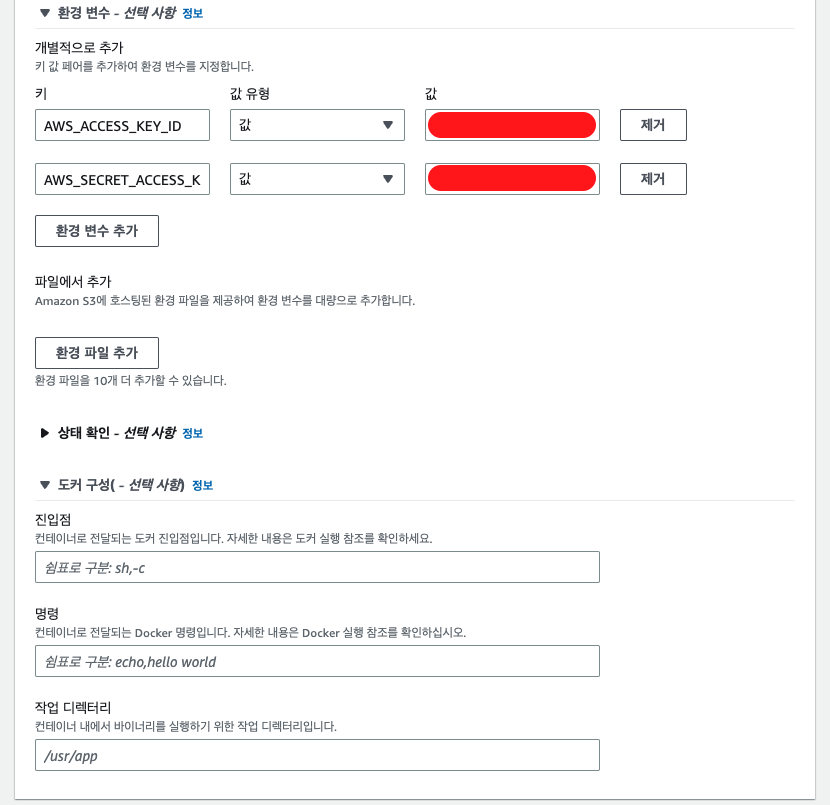 환경 변수 - 선택 사항 정보
개별적으로 추가
키 값 페어를 추가하여 환경 변수를 지정합니다.
키 값 유형 값
AWS_ACCESS_KEY_ID 값 제거
AWS_SECRET_ACCESS_K 값 제거
환경 변수 추가
파일에서 추가
Amazon S3에 호스팅된 환경 파일을 제공하여 환경 변수를 대량으로 추가합니다.
환경 파일 추가
환경 파일을 10개 더 추가할 수 있습니다.
상태 확인 - 선택 사항 정보
도커 구성( - 선택 사항) 정보
진입점
컨테이너로 전달되는 도커 진입점입니다. 자세한 내용은 도커 실행 참조를 확인하세요.
쉼표로 구분: sh,-c
명령
컨테이너로 전달되는 Docker 명령입니다. 자세한 내용은 Docker 실행 참조를 확인하십시오.
쉼표로 구분: echo,hello world
작업 디렉터리
컨테이너 내에서 바이너리를 실행하기 위한 작업 디렉터리입니다.
/usr/app